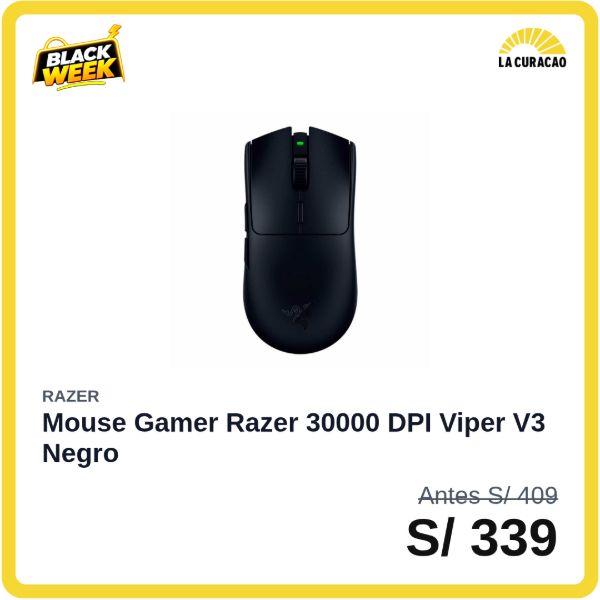 BLACK
WEEK
LA CURACAO
RAZER
Mouse Gamer Razer 30000 DPI Viper V3
Negro
Antes S/ 409
S/ 339